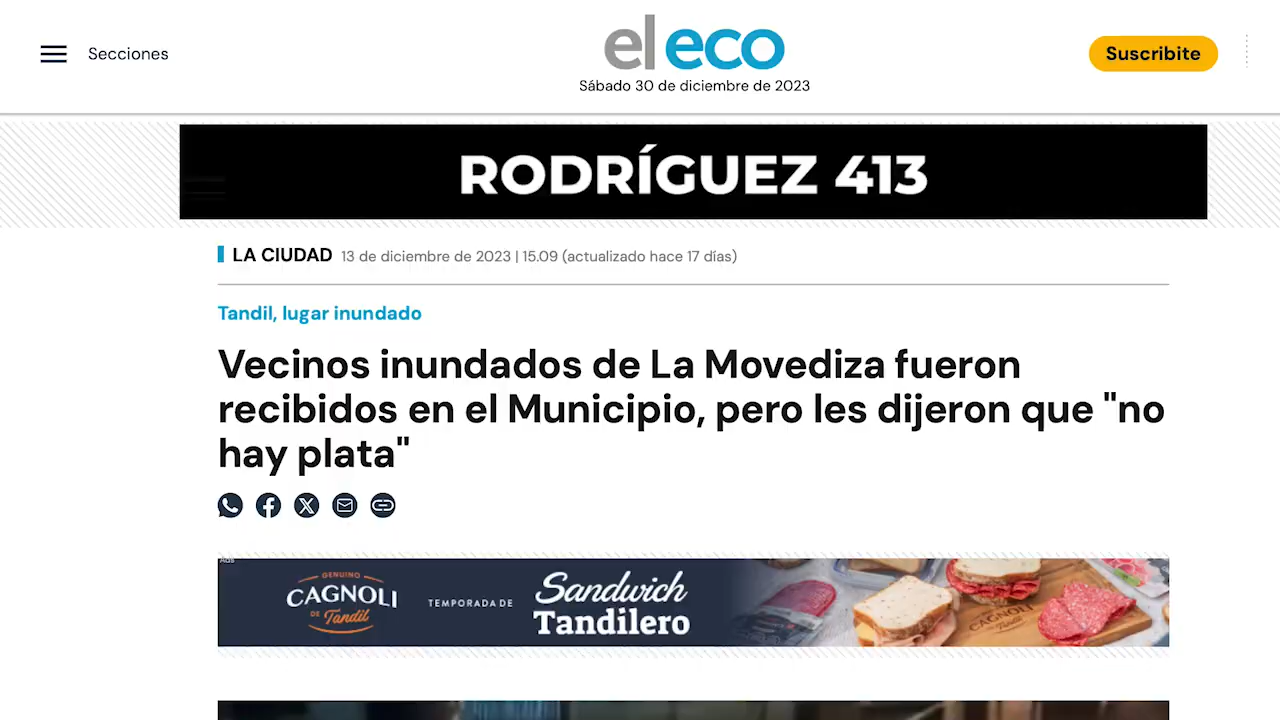 Secciones
el eco
Suscribite
Sábado 30 de diciembre de 2023
RODRÍGUEZ 413
LA CIUDAD 13 de diciembre de 2023 | 15.09 (actualizado hace 17 días)
Tandil, lugar inundado
Vecinos inundados de La Movediza fueron
recibidos en el Municipio, pero les dijeron que "no
hay plata"
Ads
GENUINO
CAGNOLI
DE Tandil
TEMPORADA DE
Sandwich
Tandilero
CAGNOLI